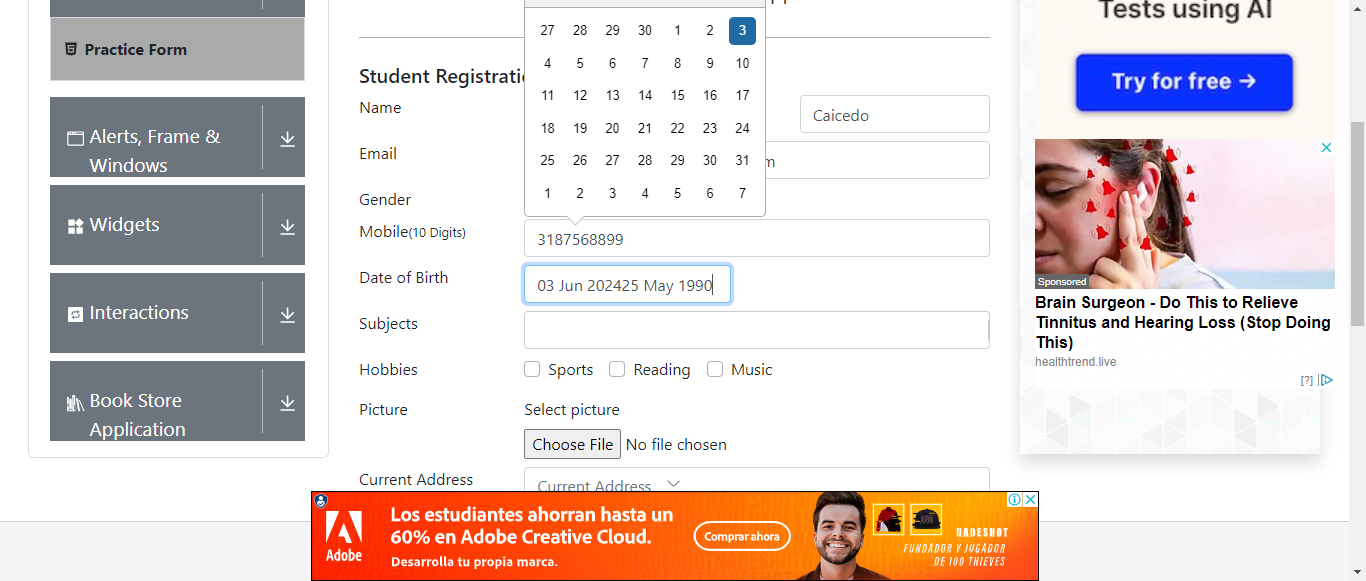 Practice Form
Alerts, Frame &
Windows
Widgets
Interactions
Book Store
Application
27 28 29 30 1 2 3
4 5 6 7 8 9 10
11 12 13 14 15 16 17
18 19 20 21 22 23 24
25 26 27 28 29 30 31
1 2 3 4 5 6 7
Student Registrati
Name
Caicedo
Email
m
Gender
Mobile(10 Digits)
3187568899
Date of Birth
03 Jun 202425 May 1990
Subjects
Hobbies
Sports Reading Music
Picture
Select picture
Choose File No file chosen
Current Address
Current Address
Tests using AI
Try for free →
Sponsored
Brain Surgeon - Do This to Relieve
Tinnitus and Hearing Loss (Stop Doing
This)
healthtrend.live
[?]
Adobe
Los estudiantes ahorran hasta un
60% en Adobe Creative Cloud.
Desarrolla tu propia marca.
Comprar ahora
NADESHOT
FUNDADOR Y JUGADOR
DE 100 THIEVES